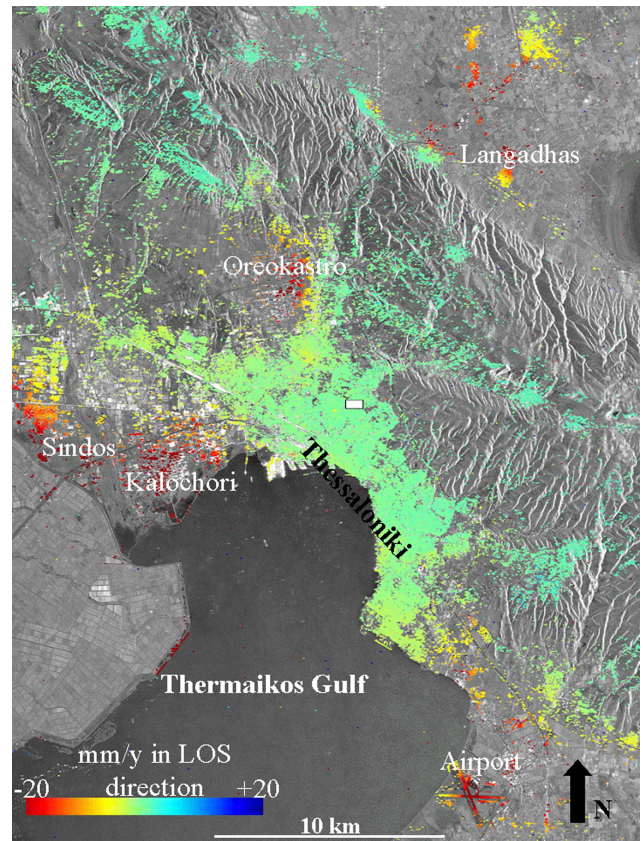 Langadhas
Oreokastro
Sindos
Kalochori
Thessaloniki
Thermaikos Gulf
mm/y in LOS
direction
-20
+20
Airport
10 km
N